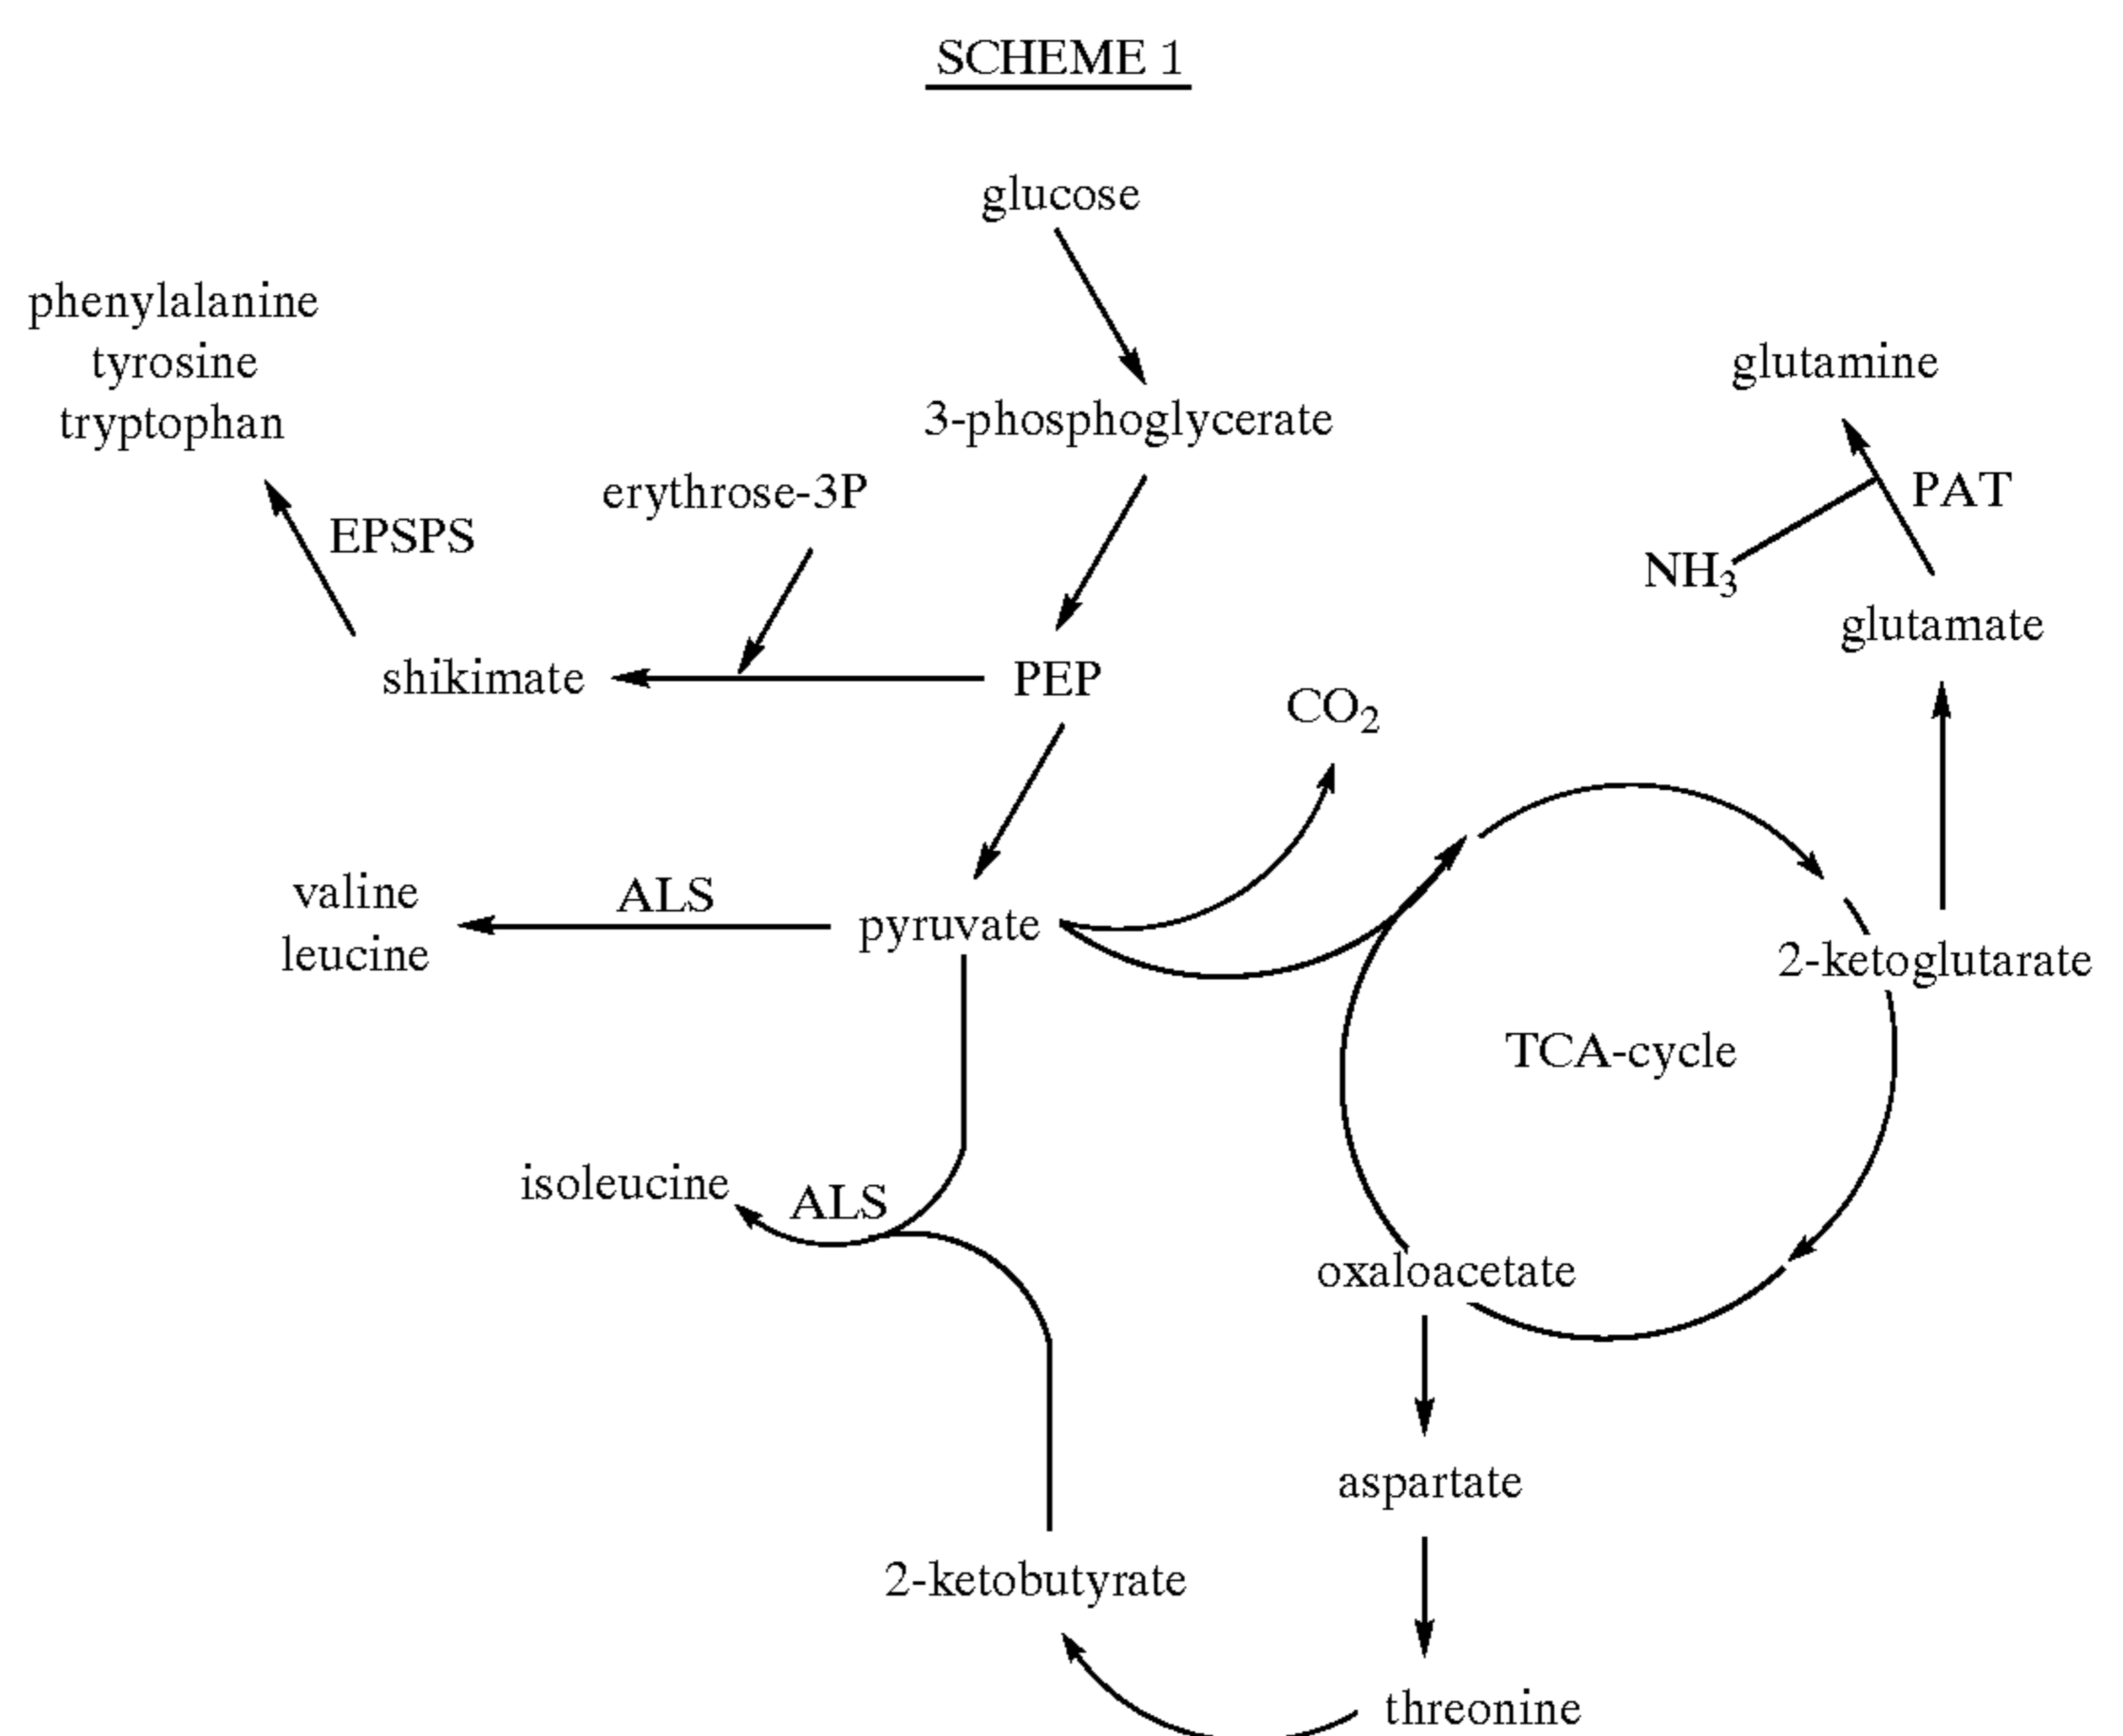 SCHEME 1
glucose
phenylalanine
tyrosine
tryptophan
3-phosphoglycerate
glutamine
erythrose-3P
EPSPS
PAT
NH3
glutamate
shikimate
PEP
CO2
valine
leucine
ALS
pyruvate
2-ketoglutarate
TCA-cycle
isoleucine
ALS
oxaloacetate
aspartate
2-ketobutyrate
threonine